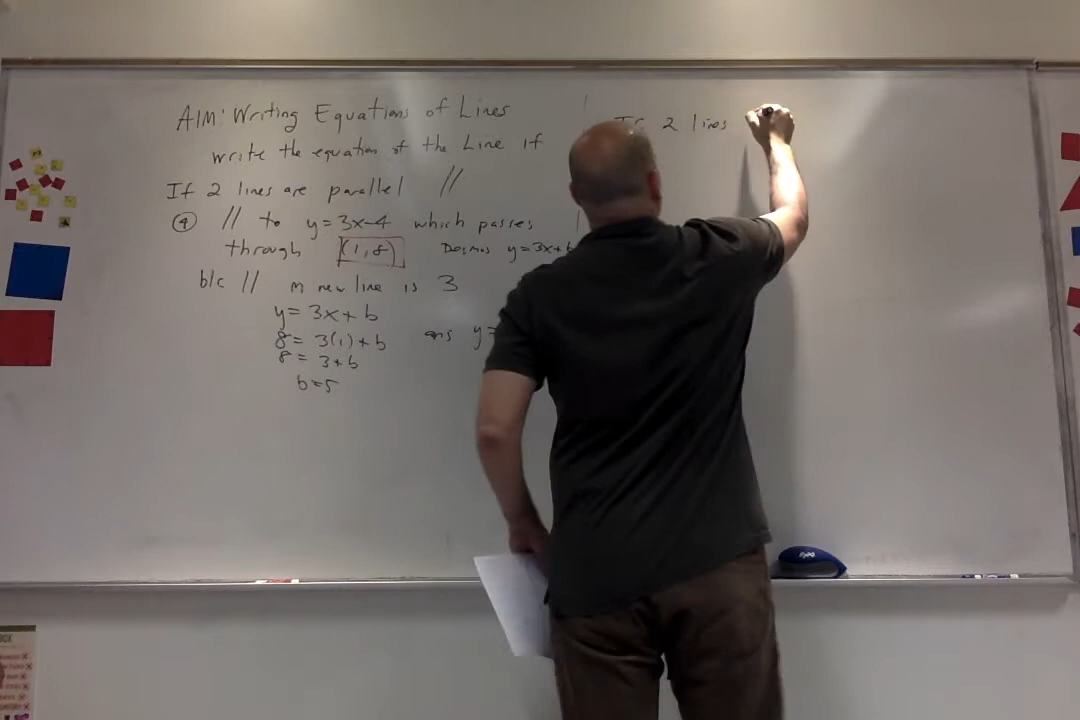 AIM: Writing Equations of Lines
write the equation of the Line if
If 2 lines are parallel //
④ // to y=3x-4 which passes
through (1,8) Desmos y=3x+b
b/c // m new line is 3
y=3x+b
8=3(1)+b ans y=
8=3+b
b=5
If 2 lines
expo